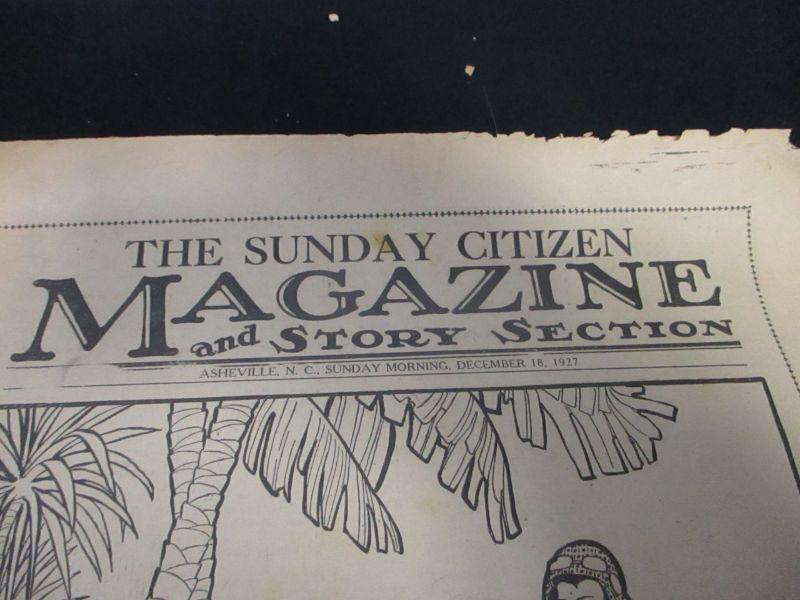 THE SUNDAY CITIZEN
MAGAZINE
and STORY SECTION
ASHEVILLE, N. C., SUNDAY MORNING, DECEMBER 18, 1927